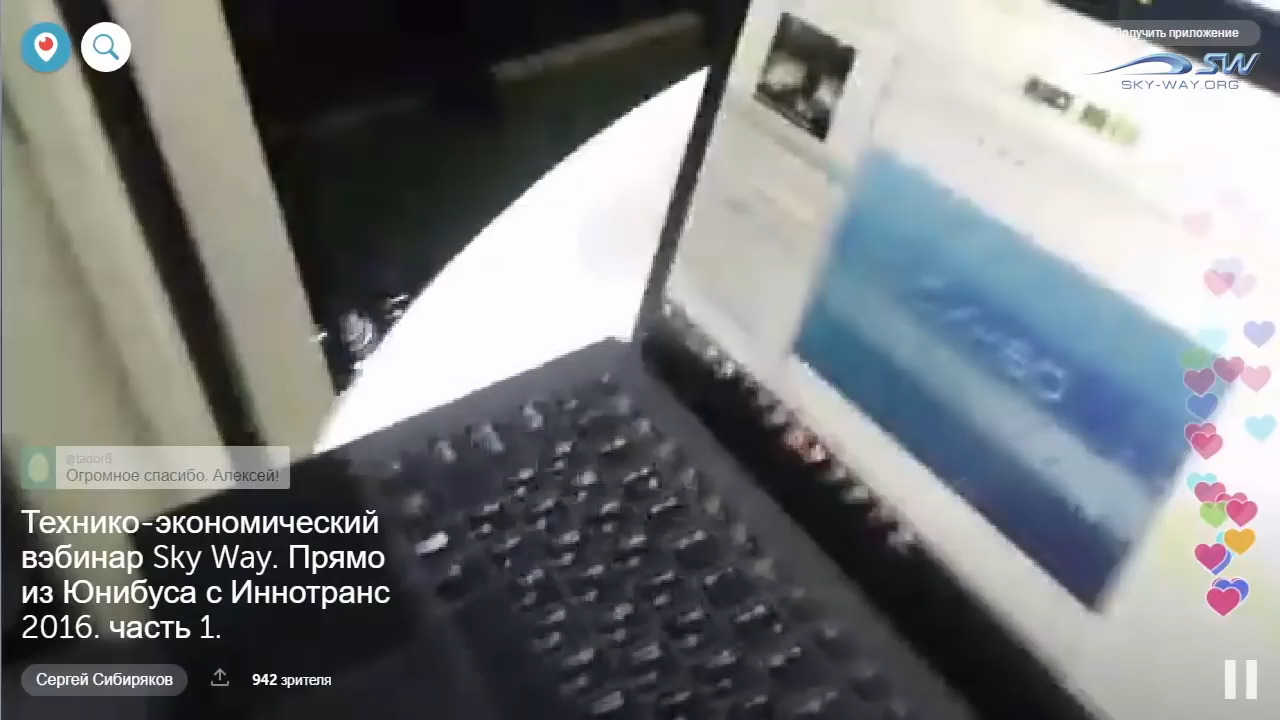 Получить приложение
SW
SKY-WAY.ORG
@tador8
Огромное спасибо, Алексей!
Технико-экономический
вэбинар Sky Way. Прямо
из Юнибуса с Иннотранс
2016. часть 1.
Сергей Сибиряков
942 зрителя